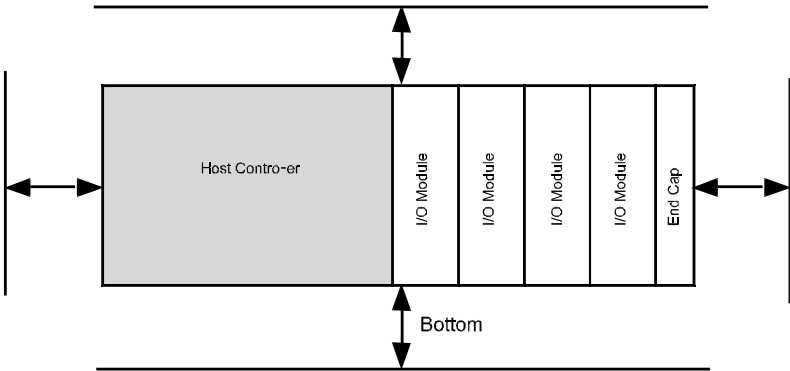 Host Contro-er
I/O Module
I/O Module
I/O Module
I/O Module
End Cap
Bottom